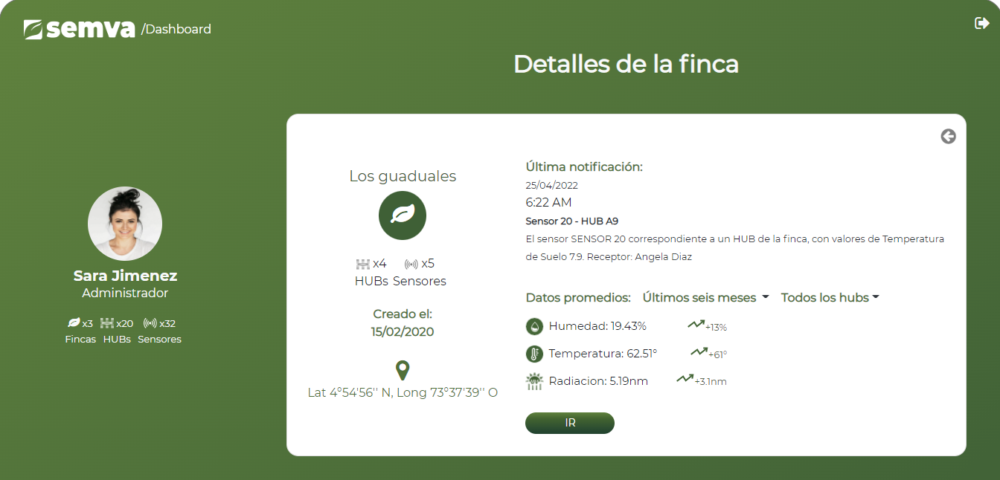 semva /Dashboard
Detalles de la finca
Sara Jimenez
Administrador
x3 x20 x32
Fincas HUBs Sensores
Los guaduales
x4 x5
HUBs Sensores
Creado el:
15/02/2020
Lat 4°54'56'' N, Long 73°37'39'' O
Última notificación:
25/04/2022
6:22 AM
Sensor 20 - HUB A9
El sensor SENSOR 20 correspondiente a un HUB de la finca, con valores de Temperatura
de Suelo 7.9. Receptor: Angela Diaz
Datos promedios: Últimos seis meses Todos los hubs
Humedad: 19.43% +13%
Temperatura: 62.51° +61°
Radiacion: 5.19nm +3.1nm
IR